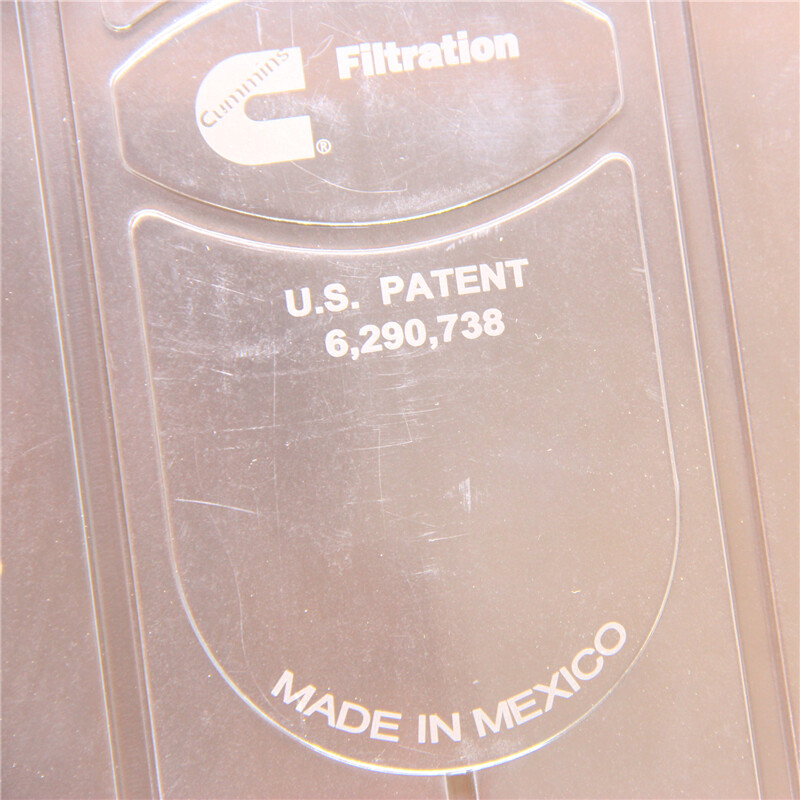 Cummins
Filtration
®
U.S. PATENT
6,290,738
MADE IN MEXICO